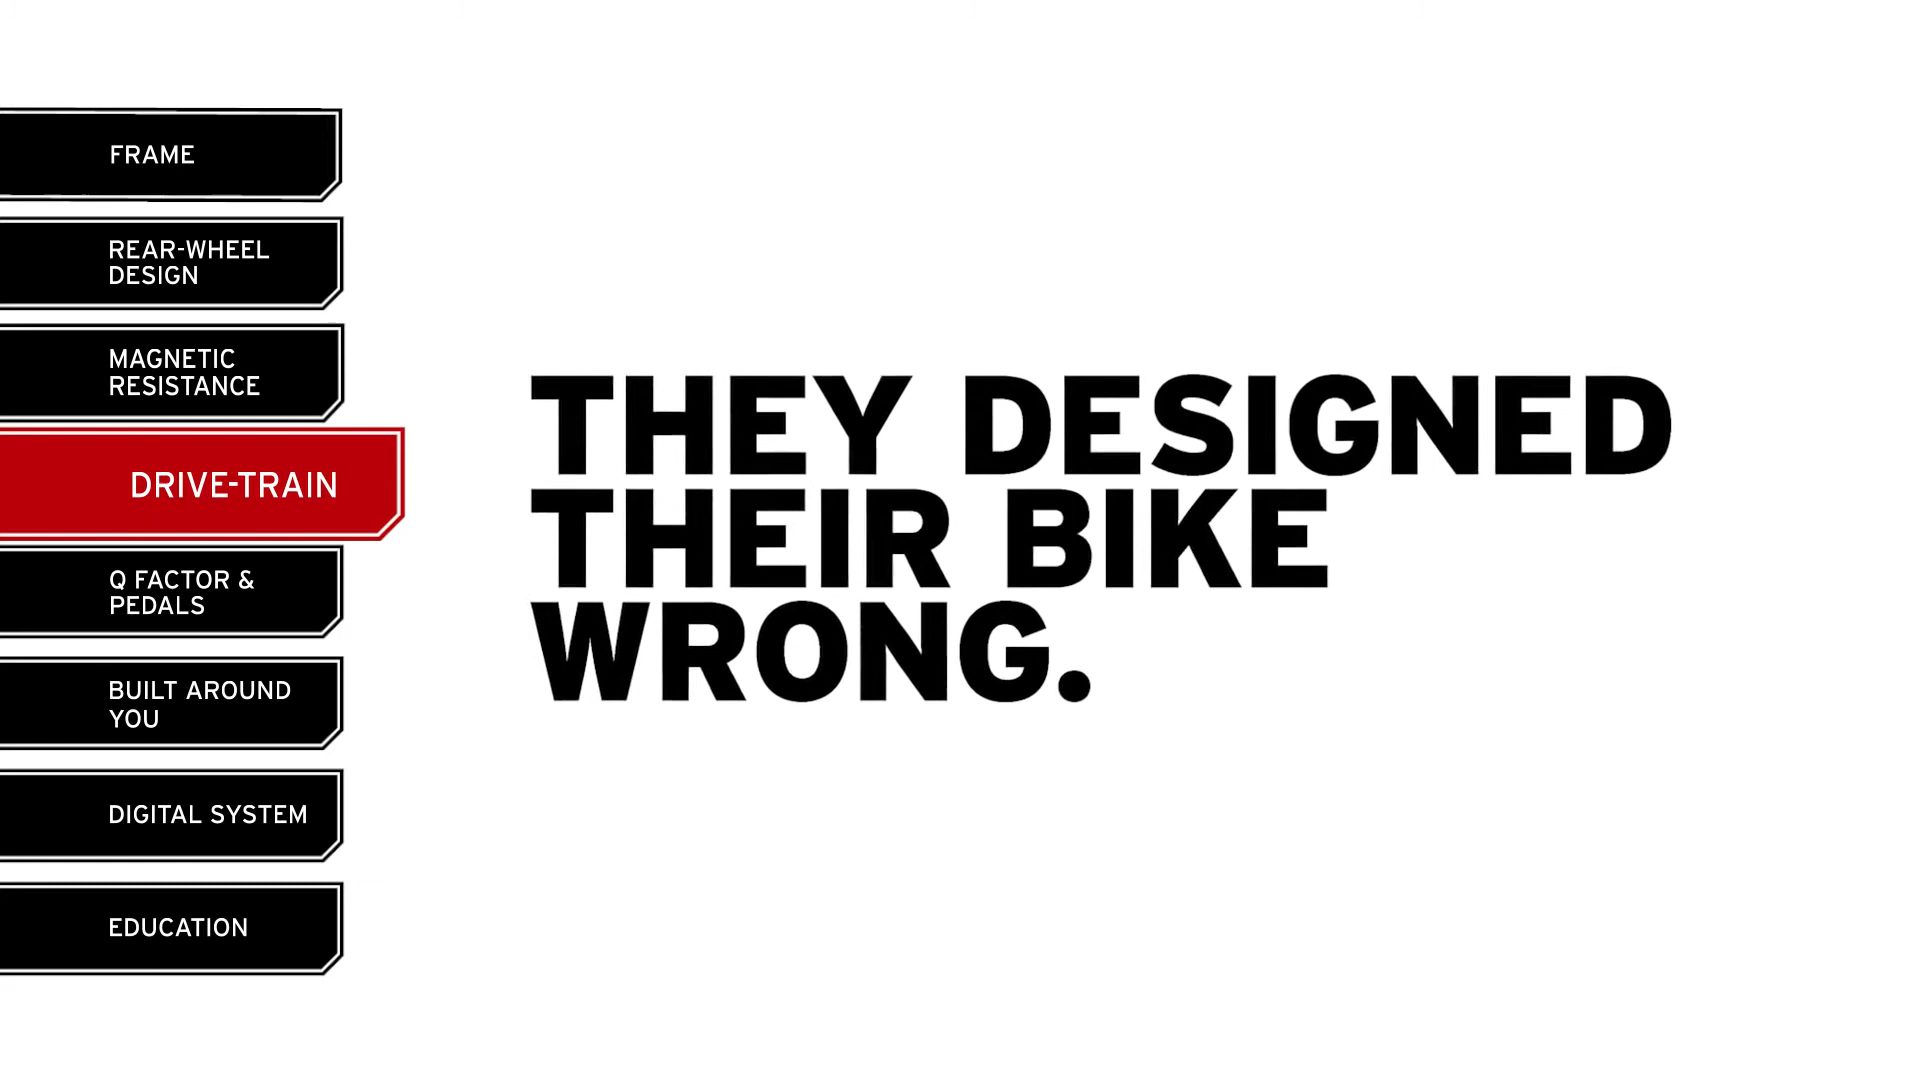 FRAME
REAR-WHEEL
DESIGN
MAGNETIC
RESISTANCE
DRIVE-TRAIN
Q FACTOR &
PEDALS
BUILT AROUND
YOU
DIGITAL SYSTEM
EDUCATION
THEY DESIGNED
THEIR BIKE
WRONG.